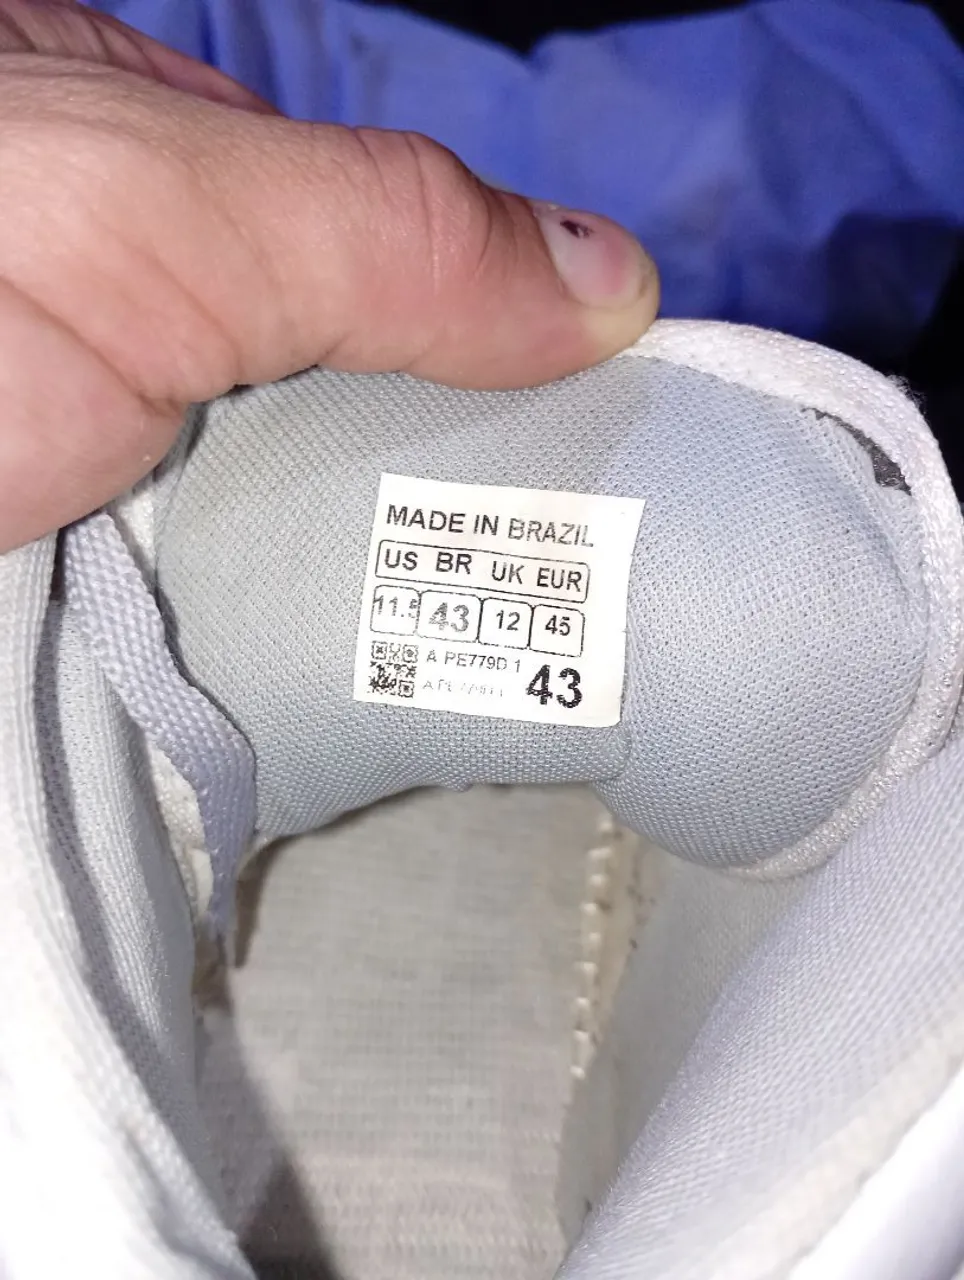 MADE IN BRAZIL
US BR UK EUR
11.5 43 12 45
A PE779D 1
43